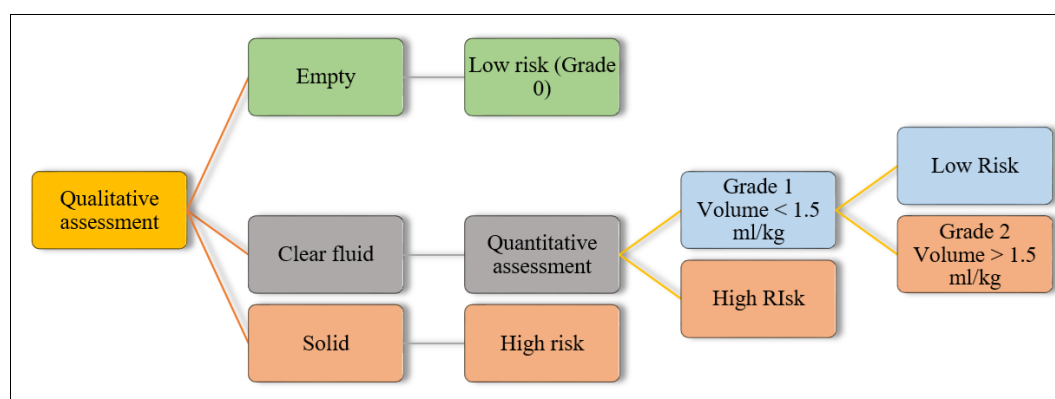 Empty
Low risk (Grade
0)
Qualitative
assessment
Clear fluid
Quantitative
assessment
Grade 1
Volume < 1.5
ml/kg
Low Risk
Grade 2
Volume > 1.5
ml/kg
High RIsk
Solid
High risk